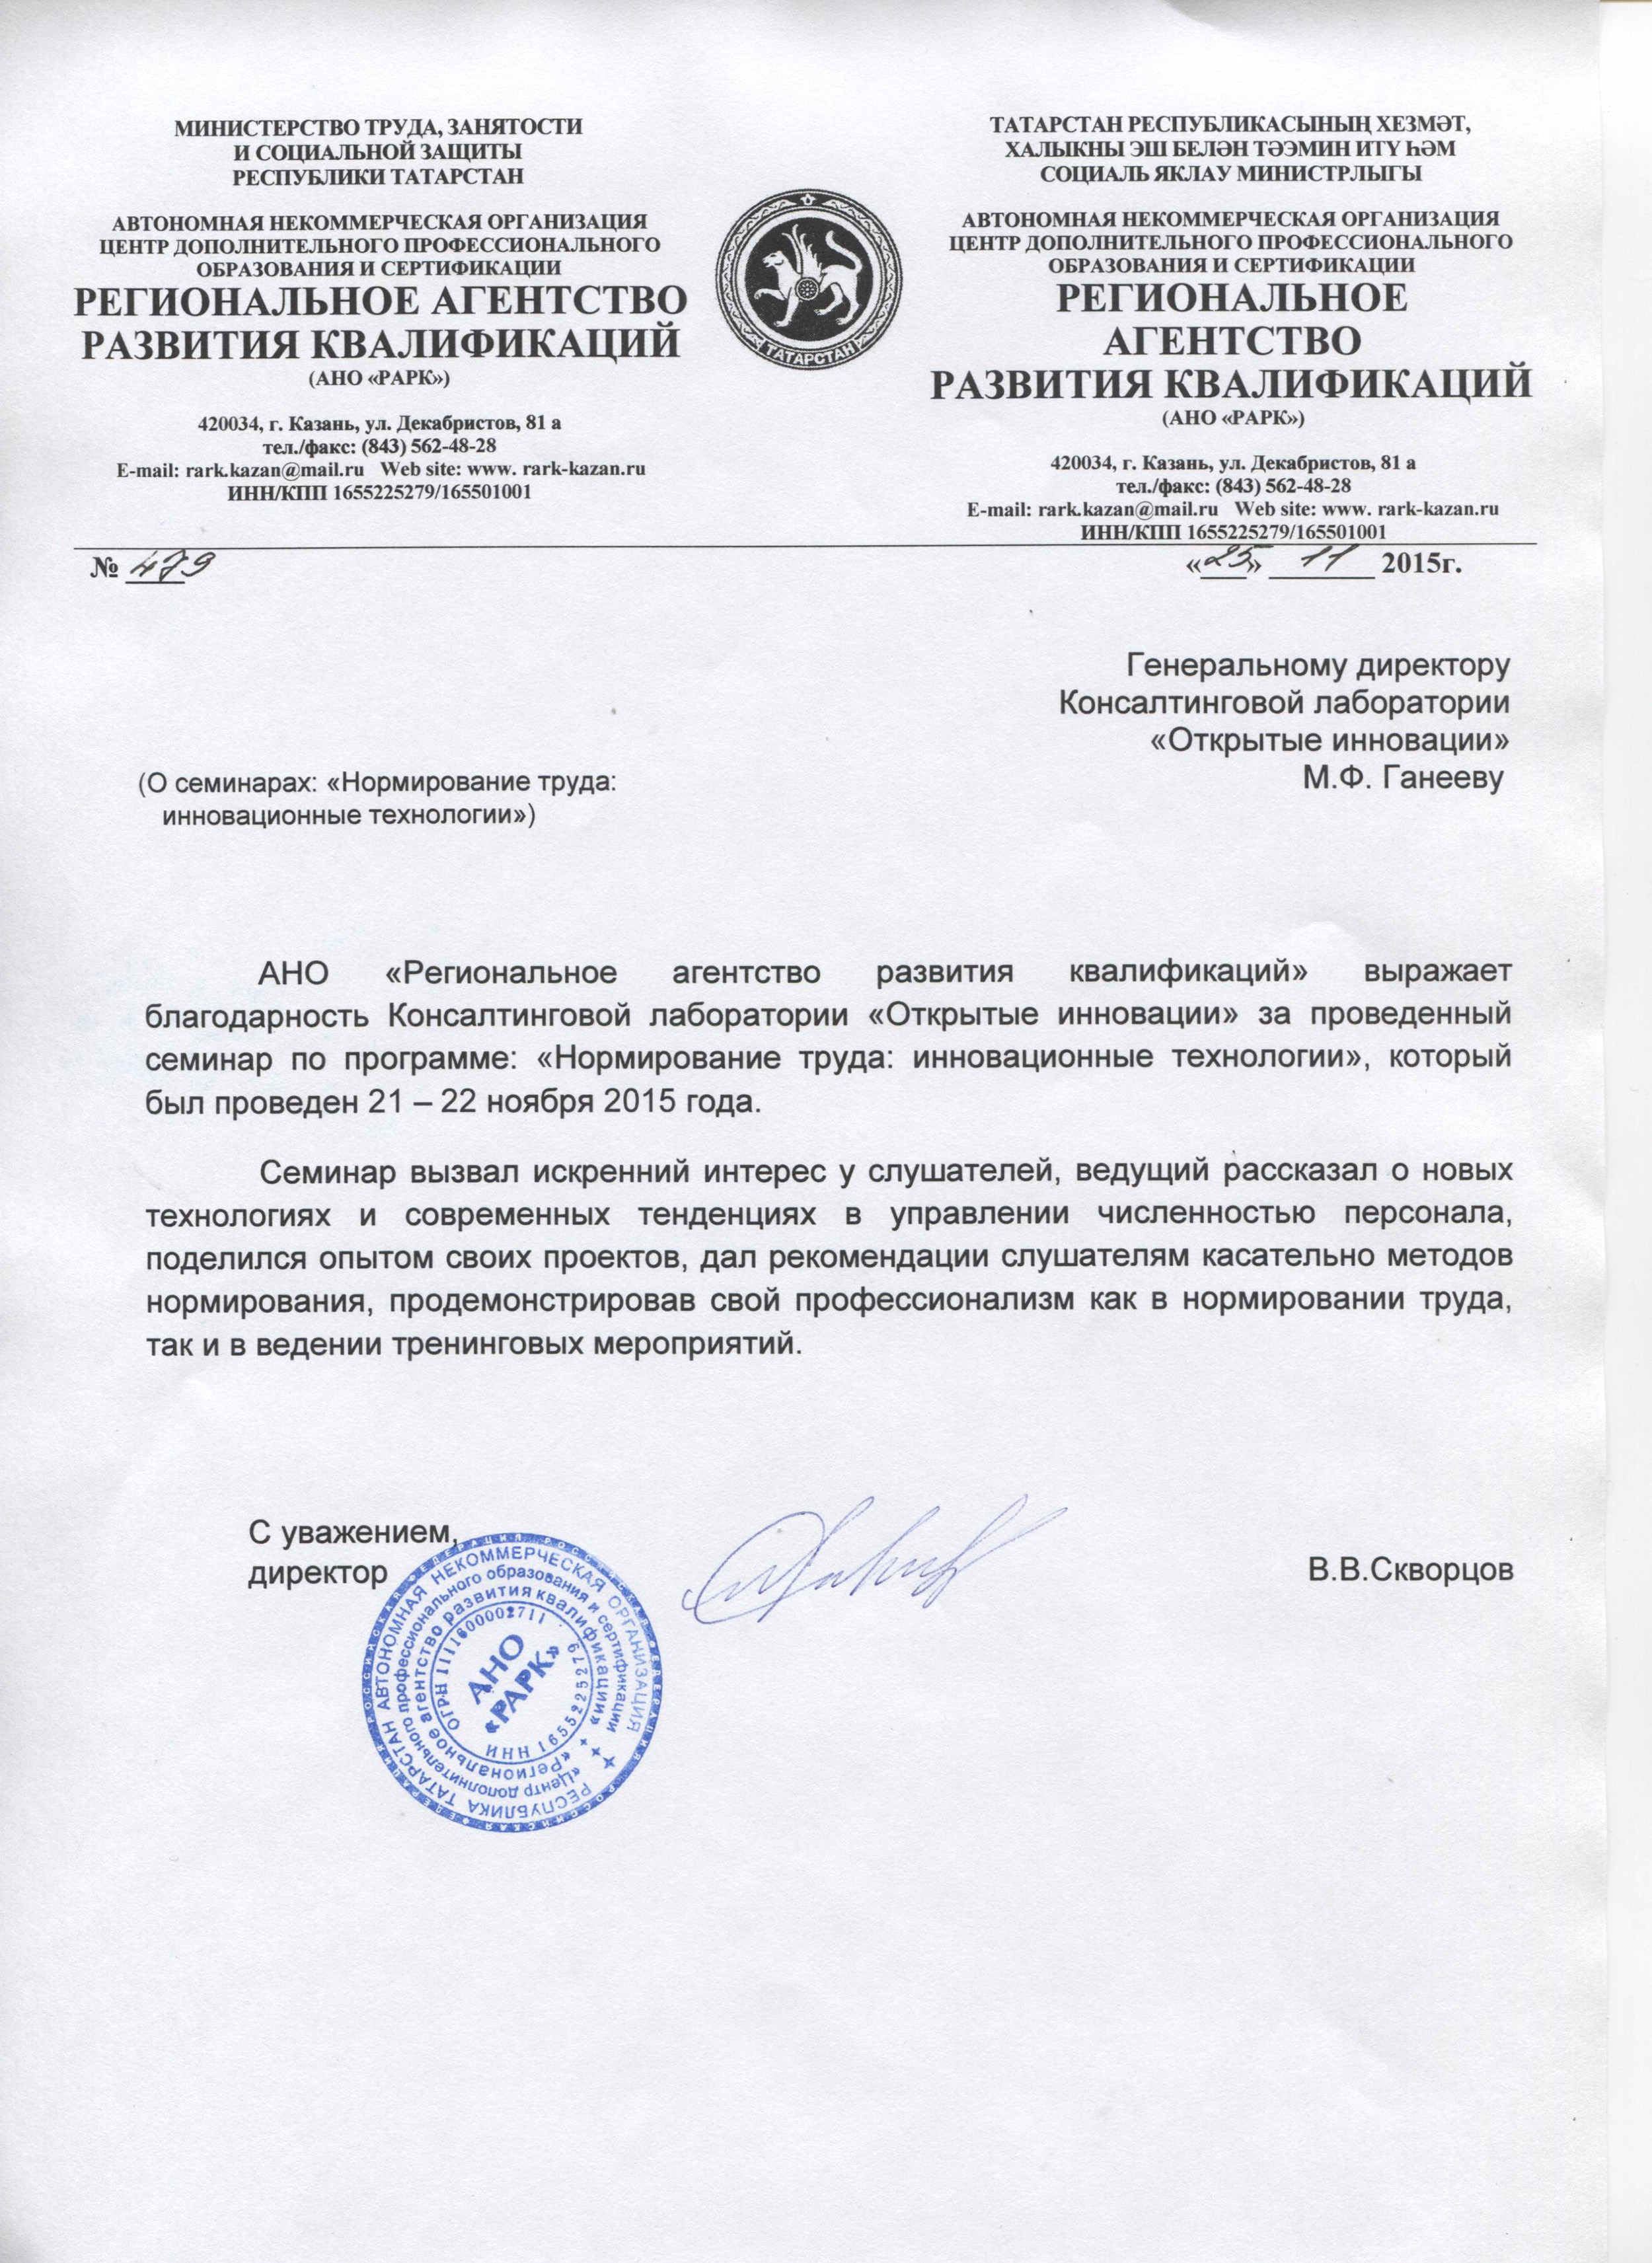 МИНИСТЕРСТВО ТРУДА, ЗАНЯТОСТИ
И СОЦИАЛЬНОЙ ЗАЩИТЫ
РЕСПУБЛИКИ ТАТАРСТАН
АВТОНОМНАЯ НЕКОММЕРЧЕСКАЯ ОРГАНИЗАЦИЯ
ЦЕНТР ДОПОЛНИТЕЛЬНОГО ПРОФЕССИОНАЛЬНОГО
ОБРАЗОВАНИЯ И СЕРТИФИКАЦИИ
РЕГИОНАЛЬНОЕ АГЕНТСТВО
РАЗВИТИЯ КВАЛИФИКАЦИЙ
(АНО «РАРК»)
420034, г. Казань, ул. Декабристов, 81 а
тел./факс: (843) 562-48-28
E-mail: rark.kazan@mail.ru Web site: www. rark-kazan.ru
ИНН/КПП 1655225279/165501001
ТАТАРСТАН
ТАТАРСТАН РЕСПУБЛИКАСЫНЫҢ ХЕЗМӘТ,
ХАЛЫКНЫ ЭШ БЕЛӘН ТӘЭМИН ИТҮ ҺӘМ
СОЦИАЛЬ ЯКЛАУ МИНИСТРЛЫГЫ
АВТОНОМНАЯ НЕКОММЕРЧЕСКАЯ ОРГАНИЗАЦИЯ
ЦЕНТР ДОПОЛНИТЕЛЬНОГО ПРОФЕССИОНАЛЬНОГО
ОБРАЗОВАНИЯ И СЕРТИФИКАЦИИ
РЕГИОНАЛЬНОЕ
АГЕНТСТВО
РАЗВИТИЯ КВАЛИФИКАЦИЙ
(АНО «РАРК»)
420034, г. Казань, ул. Декабристов, 81 а
тел./факс: (843) 562-48-28
E-mail: rark.kazan@mail.ru Web site: www. rark-kazan.ru
ИНН/КПП 1655225279/165501001
№ 479
«25» 11 2015г.
Генеральному директору
Консалтинговой лаборатории
«Открытые инновации»
М.Ф. Ганееву
(О семинарах: «Нормирование труда:
инновационные технологии»)
АНО «Региональное агентство развития квалификаций» выражает
благодарность Консалтинговой лаборатории «Открытые инновации» за проведенный
семинар по программе: «Нормирование труда: инновационные технологии», который
был проведен 21 – 22 ноября 2015 года.
Семинар вызвал искренний интерес у слушателей, ведущий рассказал о новых
технологиях и современных тенденциях в управлении численностью персонала,
поделился опытом своих проектов, дал рекомендации слушателям касательно методов
нормирования, продемонстрировав свой профессионализм как в нормировании труда,
так и в ведении тренинговых мероприятий.
С уважением,
директор
В.В.Скворцов
РОССИЙСКАЯ ФЕДЕРАЦИЯ РОССИЙСКАЯ ФЕДЕРАЦИЯ РОССИЙСКАЯ ФЕДЕРАЦИЯ
РЕСПУБЛИКА ТАТАРСТАН АВТОНОМНАЯ НЕКОММЕРЧЕСКАЯ ОРГАНИЗАЦИЯ
«Центр дополнительного профессионального образования и сертификации
«Региональное агентство развития квалификаций»
ОГРН 1111600002711
ИНН 1655225279
АНО
«РАРК»